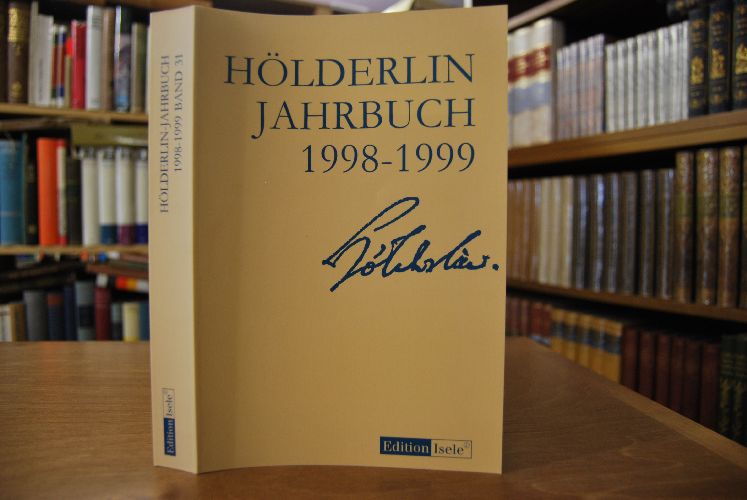 HÖLDERLIN
JAHRBUCH
1998-1999
Hölderlin.
Edition Isele
HÖLDERLIN-JAHRBUCH
1998-1999 BAND 31
Edition Isele